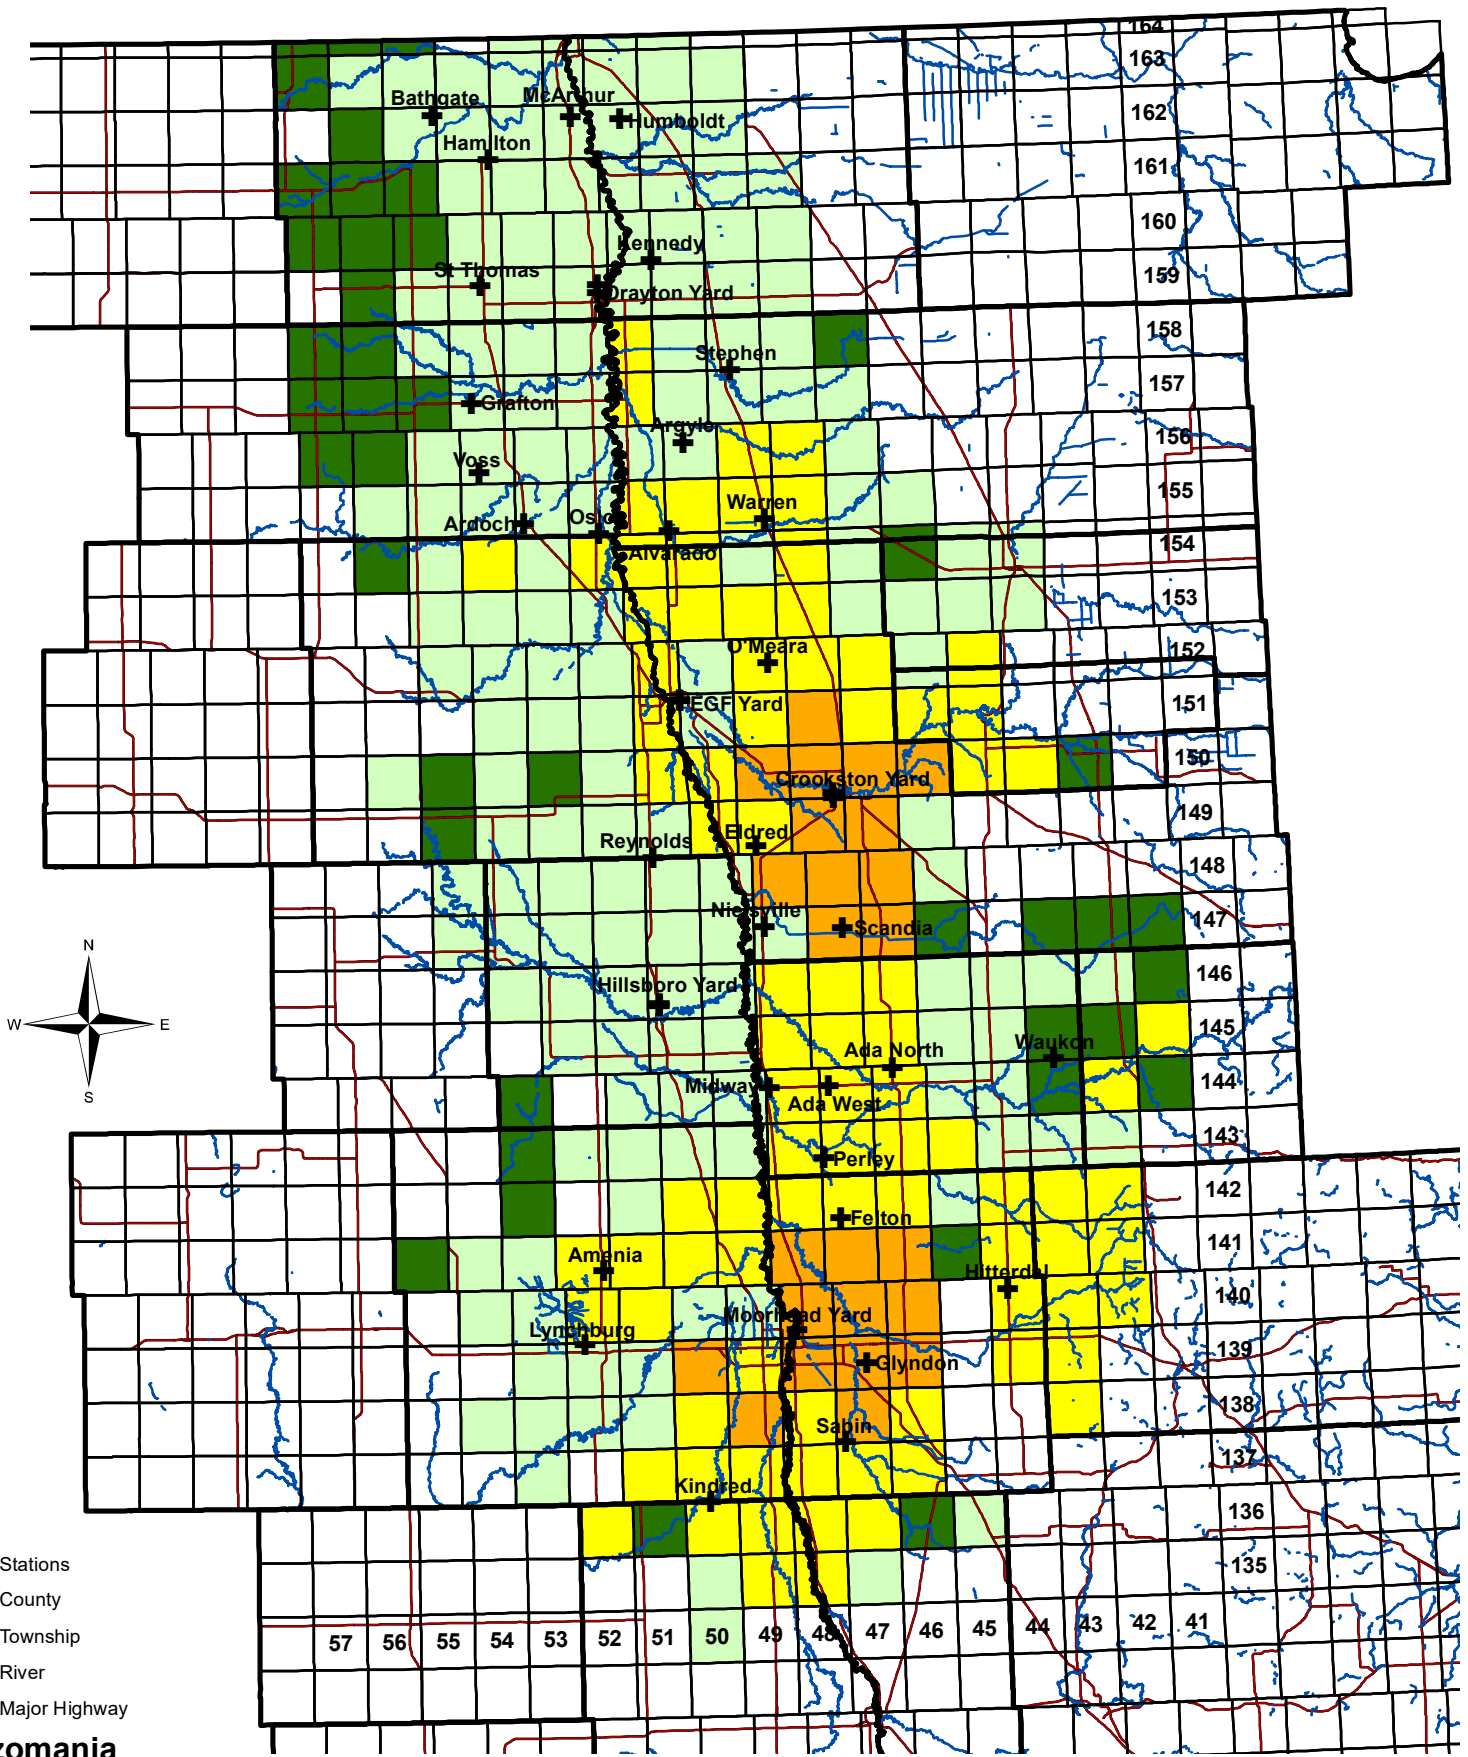 164
163
Bathgate
McArthur
162
Humboldt
Hamilton
161
160
Kennedy
St Thomas
159
Drayton Yard
158
Stephen
157
Grafton
Argyle
156
Voss
155
Warren
Ardoch
Oslo
154
Alvarado
153
O'Meara
152
EGF Yard
151
150
Crookston Yard
149
Eldred
Reynolds
148
Nielsville
147
Scandia
N
146
Hillsboro Yard
W
E
145
Waukon
Ada North
144
Midway
S
Ada West
143
Perley
142
Felton
141
Amenia
Hitterdal
140
Moorhead Yard
Lynchburg
139
Glyndon
138
Sabin
137
Kindred
136
Stations
135
County
Township
57 56 55 54 53 52 51 50 49 48 47 46 45 44 43 42 41
River
Major Highway
zomania